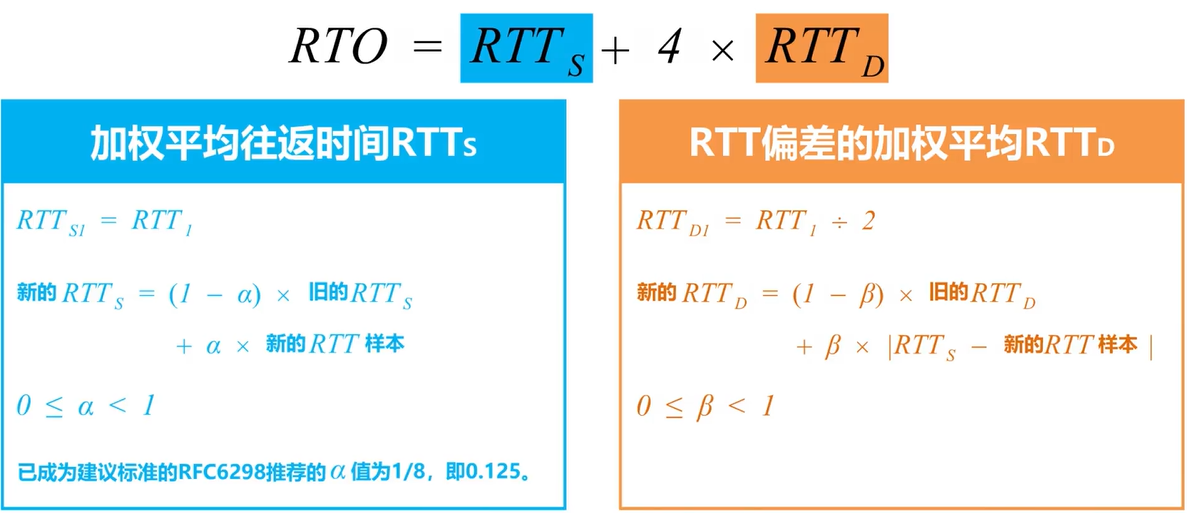 RTO = RTT_S + 4 × RTT_D
加权平均往返时间RTT_S
RTT_S1 = RTT_1
新的 RTT_S = (1 − α) × 旧的RTT_S
+ α × 新的RTT 样本
0 ≤ α < 1
已成为建议标准的RFC6298推荐的 α 值为1/8，即0.125。
RTT偏差的加权平均RTT_D
RTT_D1 = RTT_1 ÷ 2
新的 RTT_D = (1 − β) × 旧的RTT_D
+ β × |RTT_S − 新的RTT 样本 |
0 ≤ β < 1